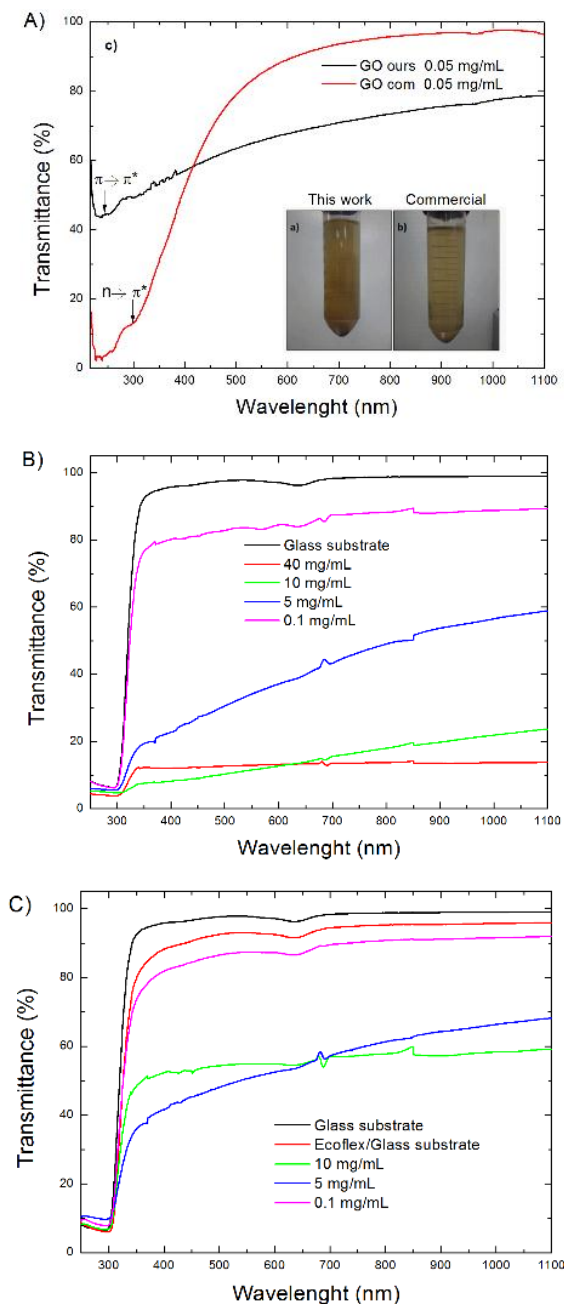 A)
c)
GO ours 0.05 mg/mL
GO com 0.05 mg/mL
π→π*
n→π*
This work
Commercial
a)
b)
Transmittance (%)
100
80
60
40
20
0
300 400 500 600 700 800 900 1000 1100
Wavelenght (nm)
B)
Glass substrate
40 mg/mL
10 mg/mL
5 mg/mL
0.1 mg/mL
Transmittance (%)
100
80
60
40
20
0
300 400 500 600 700 800 900 1000 1100
Wavelenght (nm)
C)
Glass substrate
Ecoflex/Glass substrate
10 mg/mL
5 mg/mL
0.1 mg/mL
Transmittance (%)
100
80
60
40
20
0
300 400 500 600 700 800 900 1000 1100
Wavelenght (nm)